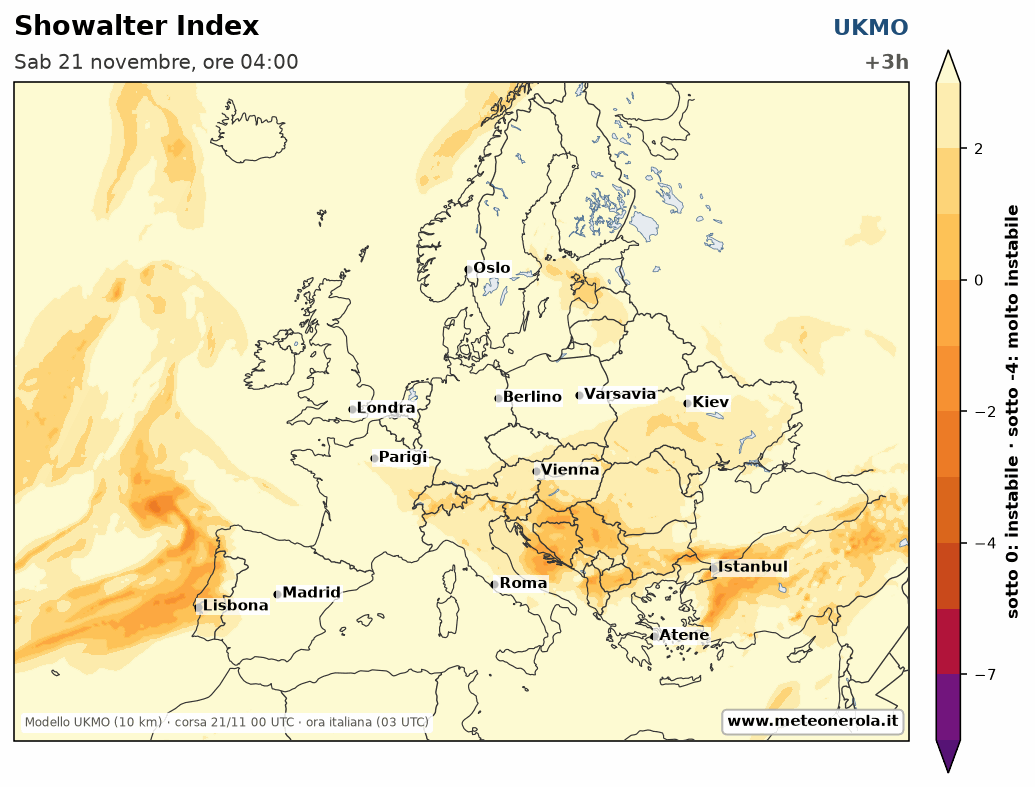 Showalter Index
UKMO
Sab 21 novembre, ore 04:00
+3h
Oslo
Londra
Berlino
Varsavia
Kiev
Parigi
Vienna
Istanbul
Roma
Madrid
Lisbona
Atene
2
0
−2
−4
−7
sotto 0: instabile · sotto -4: molto instabile
Modello UKMO (10 km) · corsa 21/11 00 UTC · ora italiana (03 UTC)
www.meteonerola.it